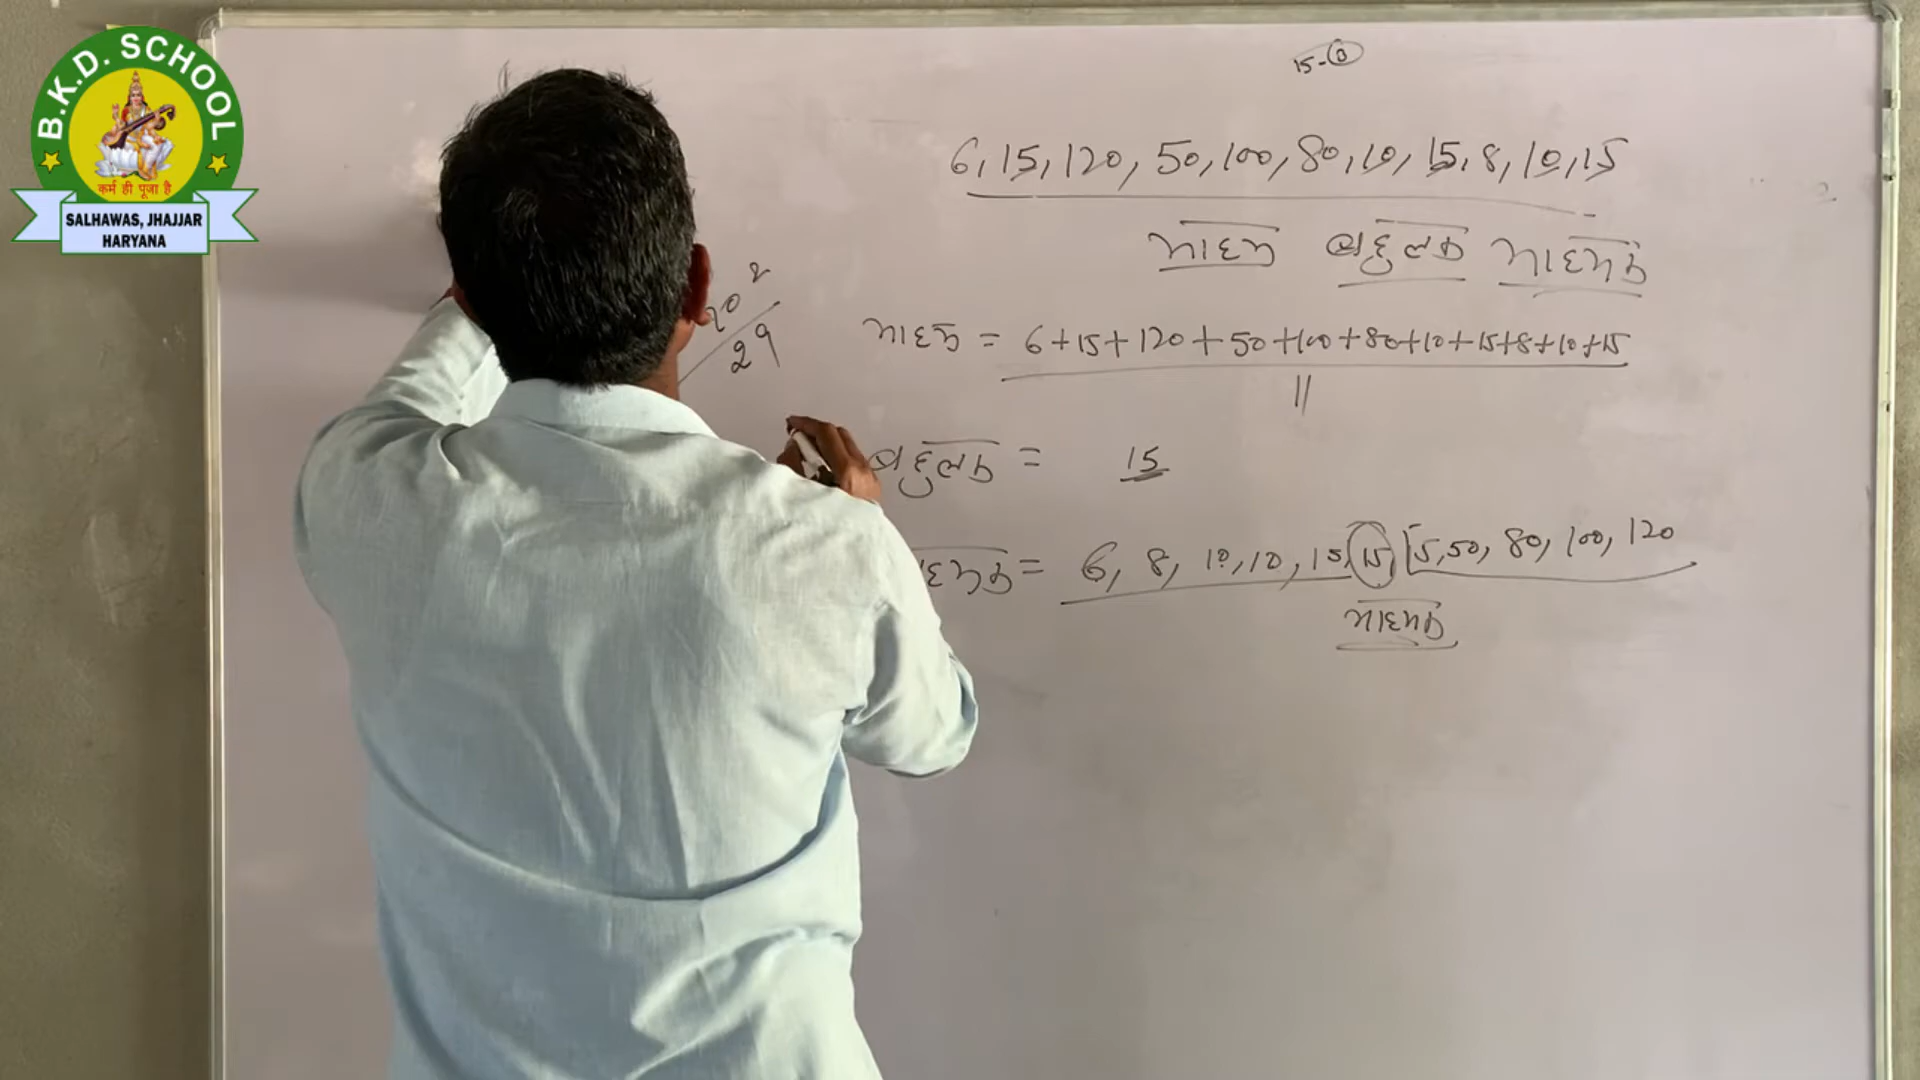 B.K.D. SCHOOL
कर्म ही पूजा है
SALHAWAS, JHAJJAR
HARYANA
6, 15, 120, 50, 100, 80, 10, 15, 8, 10, 15
माध्य बहुलक माध्यक
माध्य = 6+15+120+50+100+80+10+15+8+10+15
11
29
बहुलक = 15
= 6, 8, 10, 10, 15, 15, 15, 50, 80, 100, 120
माध्यक